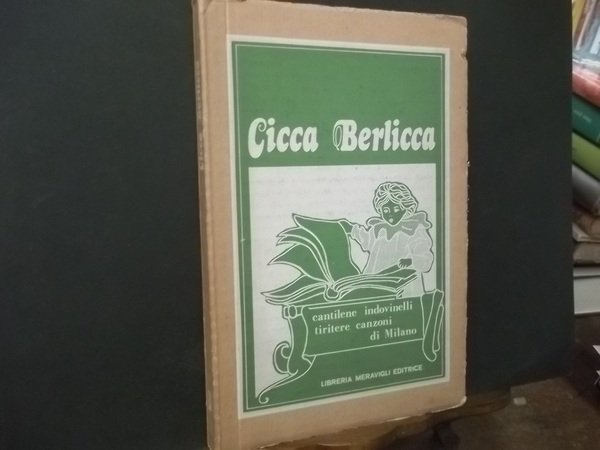 Cicca Berlicca
cantilene indovinelli
tiritere canzoni
di Milano
LIBRERIA MERAVIGLI EDITRICE